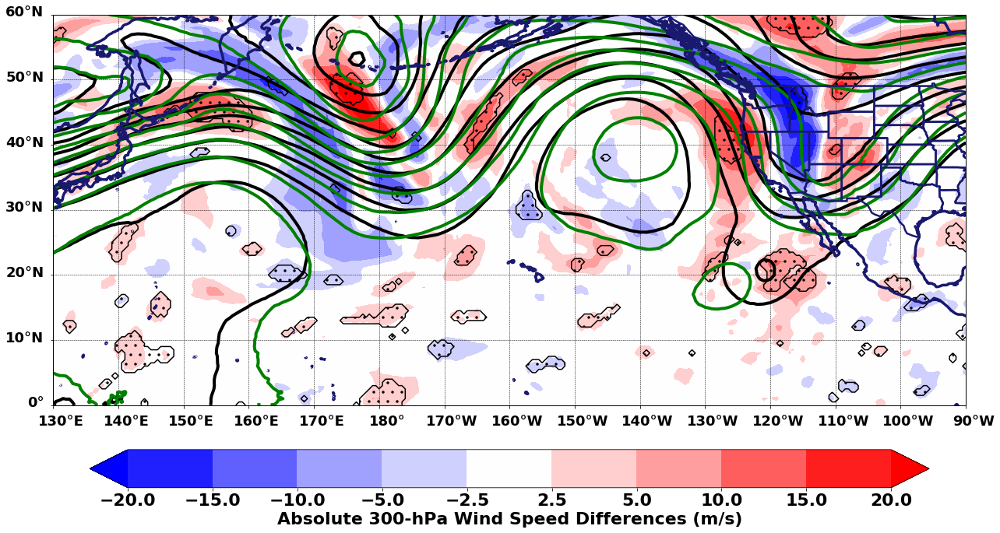 60°N
50°N
40°N
30°N
20°N
10°N
0°
130°E 140°E 150°E 160°E 170°E 180° 170°W 160°W 150°W 140°W 130°W 120°W 110°W 100°W 90°W
−20.0 −15.0 −10.0 −5.0 −2.5 2.5 5.0 10.0 15.0 20.0
Absolute 300-hPa Wind Speed Differences (m/s)